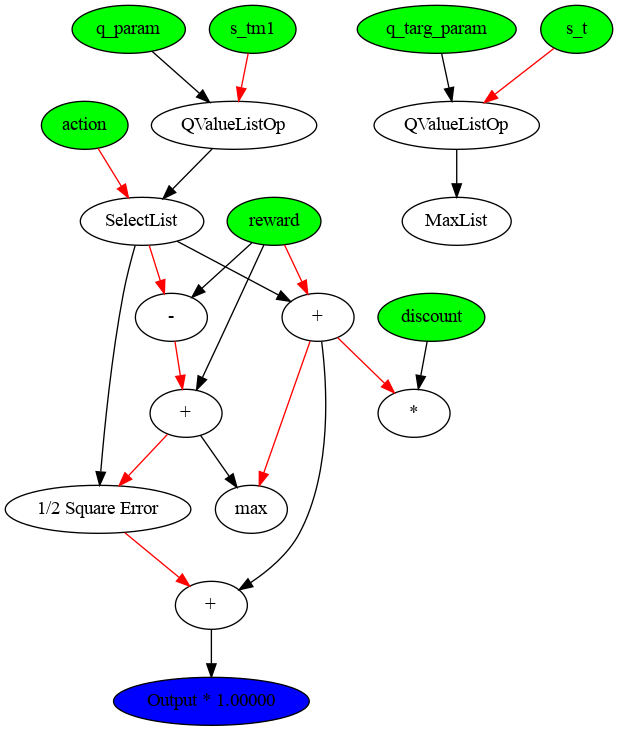 q_param
s_tm1
q_targ_param
s_t
action
QValueListOp
QValueListOp
SelectList
reward
MaxList
-
+
discount
+
*
1/2 Square Error
max
+
Output * 1.00000